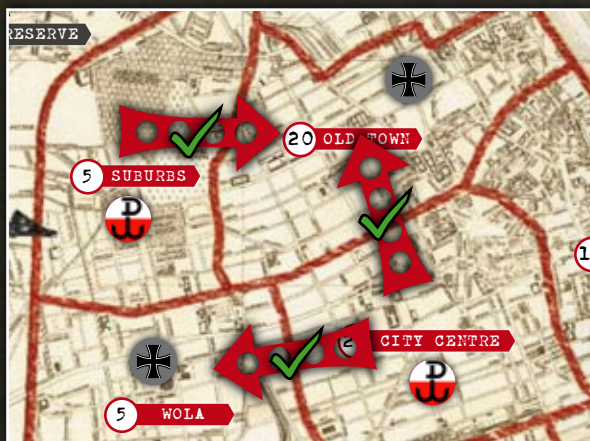 RESERVE
20 OLD TOWN
5 SUBURBS
CITY CENTRE
5 WOLA